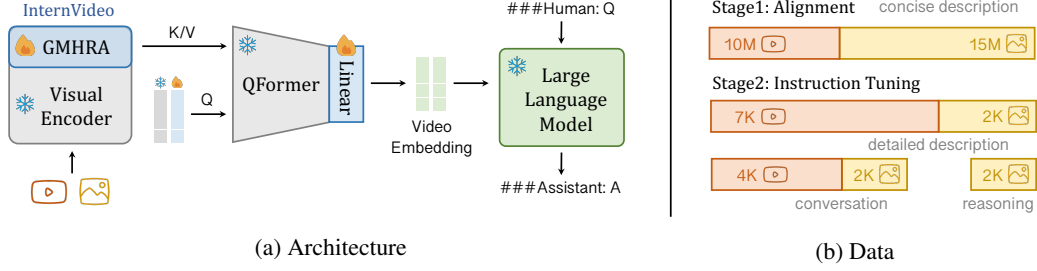 InternVideo
GMHRA
Visual
Encoder
K/V
Q
QFormer
Linear
Video
Embedding
###Human: Q
Large
Language
Model
###Assistant: A
(a) Architecture
Stage1: Alignment
concise description
10M
15M
Stage2: Instruction Tuning
7K
2K
detailed description
4K
2K
2K
conversation
reasoning
(b) Data